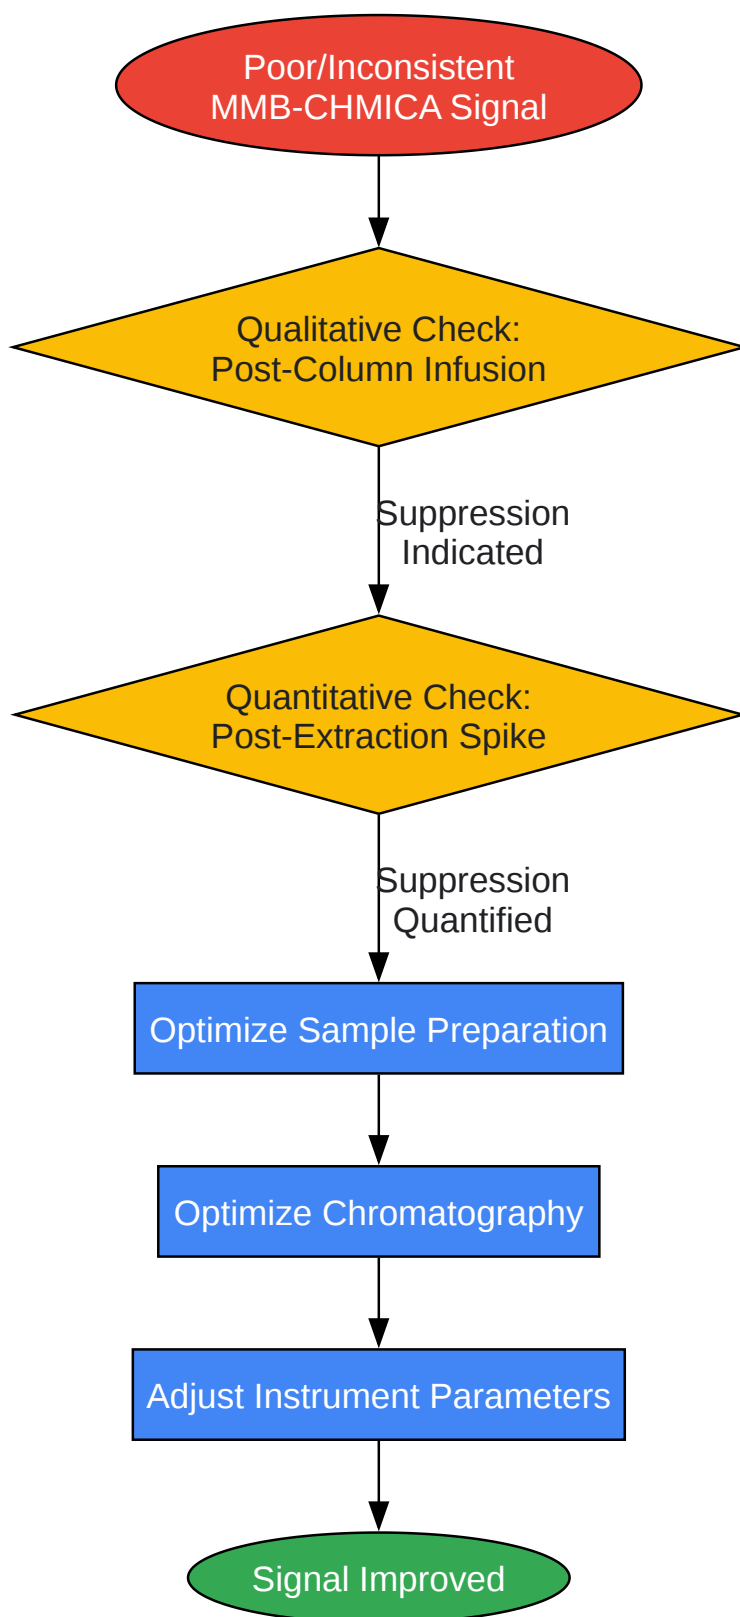 Poor/Inconsistent
MMB-CHMICA Signal
Qualitative Check:
Post-Column Infusion
Suppression
Indicated
Quantitative Check:
Post-Extraction Spike
Suppression
Quantified
Optimize Sample Preparation
Optimize Chromatography
Adjust Instrument Parameters
Signal Improved